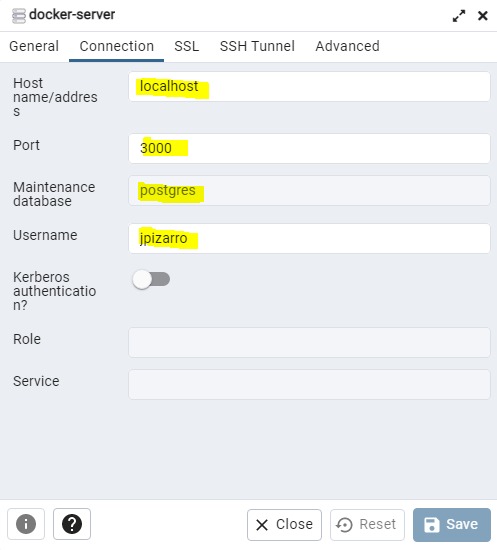 docker-server
General Connection SSL SSH Tunnel Advanced
Host
name/addres
s
localhost
Port
3000
Maintenance
database
postgres
Username
jpizarro
Kerberos
authenticatio
n?
Role
Service
i ? Close Reset Save